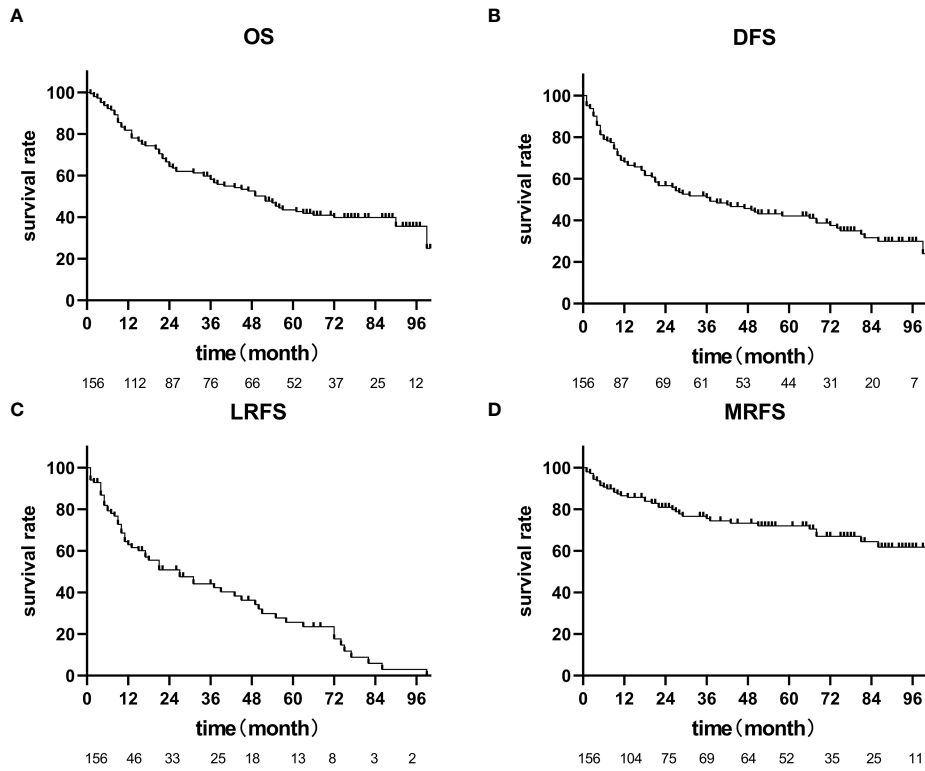 A
OS
survival rate
100
80
60
40
20
0
0 12 24 36 48 60 72 84 96
time（month）
156 112 87 76 66 52 37 25 12
B
DFS
survival rate
100
80
60
40
20
0
0 12 24 36 48 60 72 84 96
time（month）
156 87 69 61 53 44 31 20 7
C
LRFS
survival rate
100
80
60
40
20
0
0 12 24 36 48 60 72 84 96
time（month）
156 46 33 25 18 13 8 3 2
D
MRFS
survival rate
100
80
60
40
20
0
0 12 24 36 48 60 72 84 96
time（month）
156 104 75 69 64 52 35 25 11